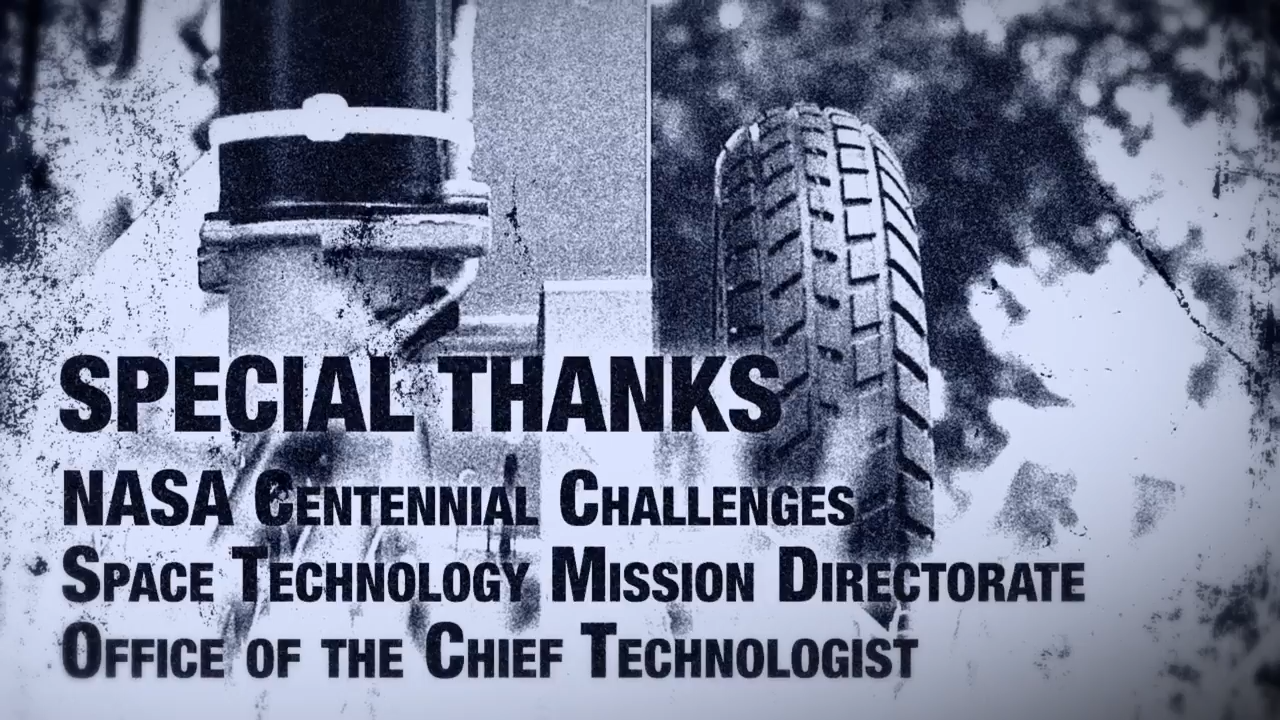 SPECIAL THANKS
NASA CENTENNIAL CHALLENGES
SPACE TECHNOLOGY MISSION DIRECTORATE
OFFICE OF THE CHIEF TECHNOLOGIST